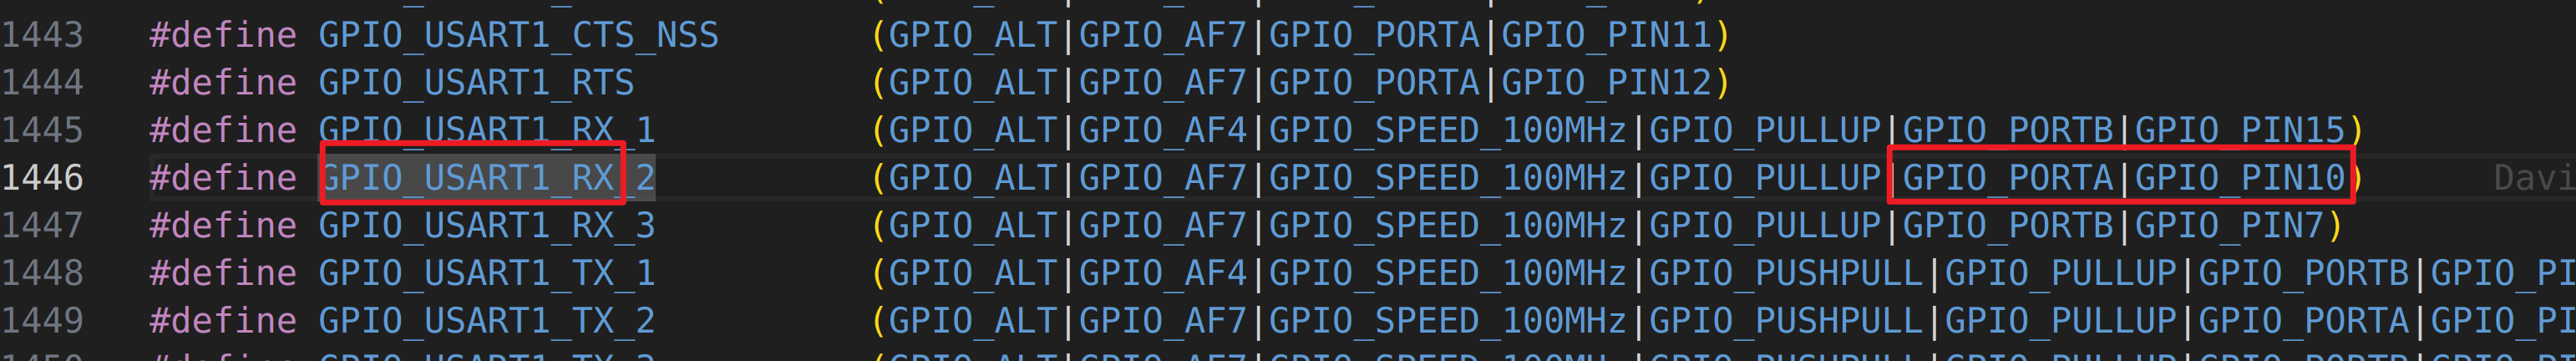 1443 #define GPIO_USART1_CTS_NSS (GPIO_ALT|GPIO_AF7|GPIO_PORTA|GPIO_PIN11)
1444 #define GPIO_USART1_RTS (GPIO_ALT|GPIO_AF7|GPIO_PORTA|GPIO_PIN12)
1445 #define GPIO_USART1_RX_1 (GPIO_ALT|GPIO_AF4|GPIO_SPEED_100MHz|GPIO_PULLUP|GPIO_PORTB|GPIO_PIN15)
1446 #define GPIO_USART1_RX_2 (GPIO_ALT|GPIO_AF7|GPIO_SPEED_100MHz|GPIO_PULLUP|GPIO_PORTA|GPIO_PIN10) Davi
1447 #define GPIO_USART1_RX_3 (GPIO_ALT|GPIO_AF7|GPIO_SPEED_100MHz|GPIO_PULLUP|GPIO_PORTB|GPIO_PIN7)
1448 #define GPIO_USART1_TX_1 (GPIO_ALT|GPIO_AF4|GPIO_SPEED_100MHz|GPIO_PUSHPULL|GPIO_PULLUP|GPIO_PORTB|GPIO_PI
1449 #define GPIO_USART1_TX_2 (GPIO_ALT|GPIO_AF7|GPIO_SPEED_100MHz|GPIO_PUSHPULL|GPIO_PULLUP|GPIO_PORTA|GPIO_PI